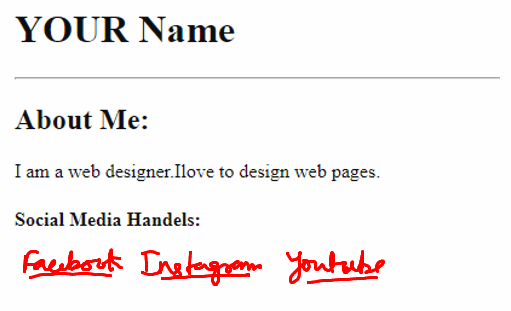 YOUR Name
About Me:
I am a web designer.Ilove to design web pages.
Social Media Handels:
Facebook Instagram Youtube